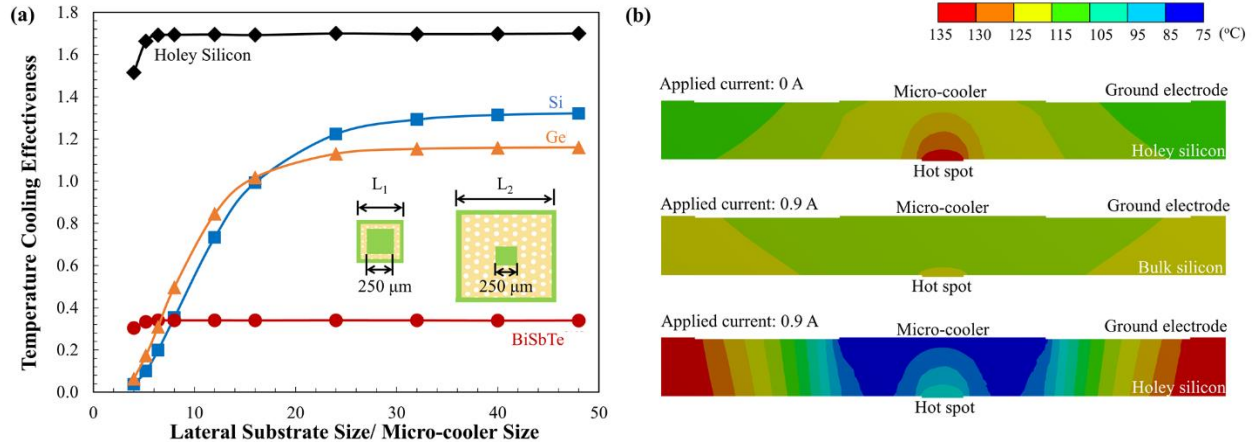 (a)
Temperature Cooling Effectiveness
1.8
1.6
1.4
1.2
1.0
0.8
0.6
0.4
0.2
0.0
Holey Silicon
Si
Ge
BiSbTe
L1
L2
250 μm
250 μm
0
10
20
30
40
50
Lateral Substrate Size/ Micro-cooler Size
(b)
135 130 125 115 105 95 85 75 (oC)
Applied current: 0 A
Micro-cooler
Ground electrode
Holey silicon
Hot spot
Applied current: 0.9 A
Micro-cooler
Ground electrode
Bulk silicon
Hot spot
Applied current: 0.9 A
Micro-cooler
Ground electrode
Holey silicon
Hot spot